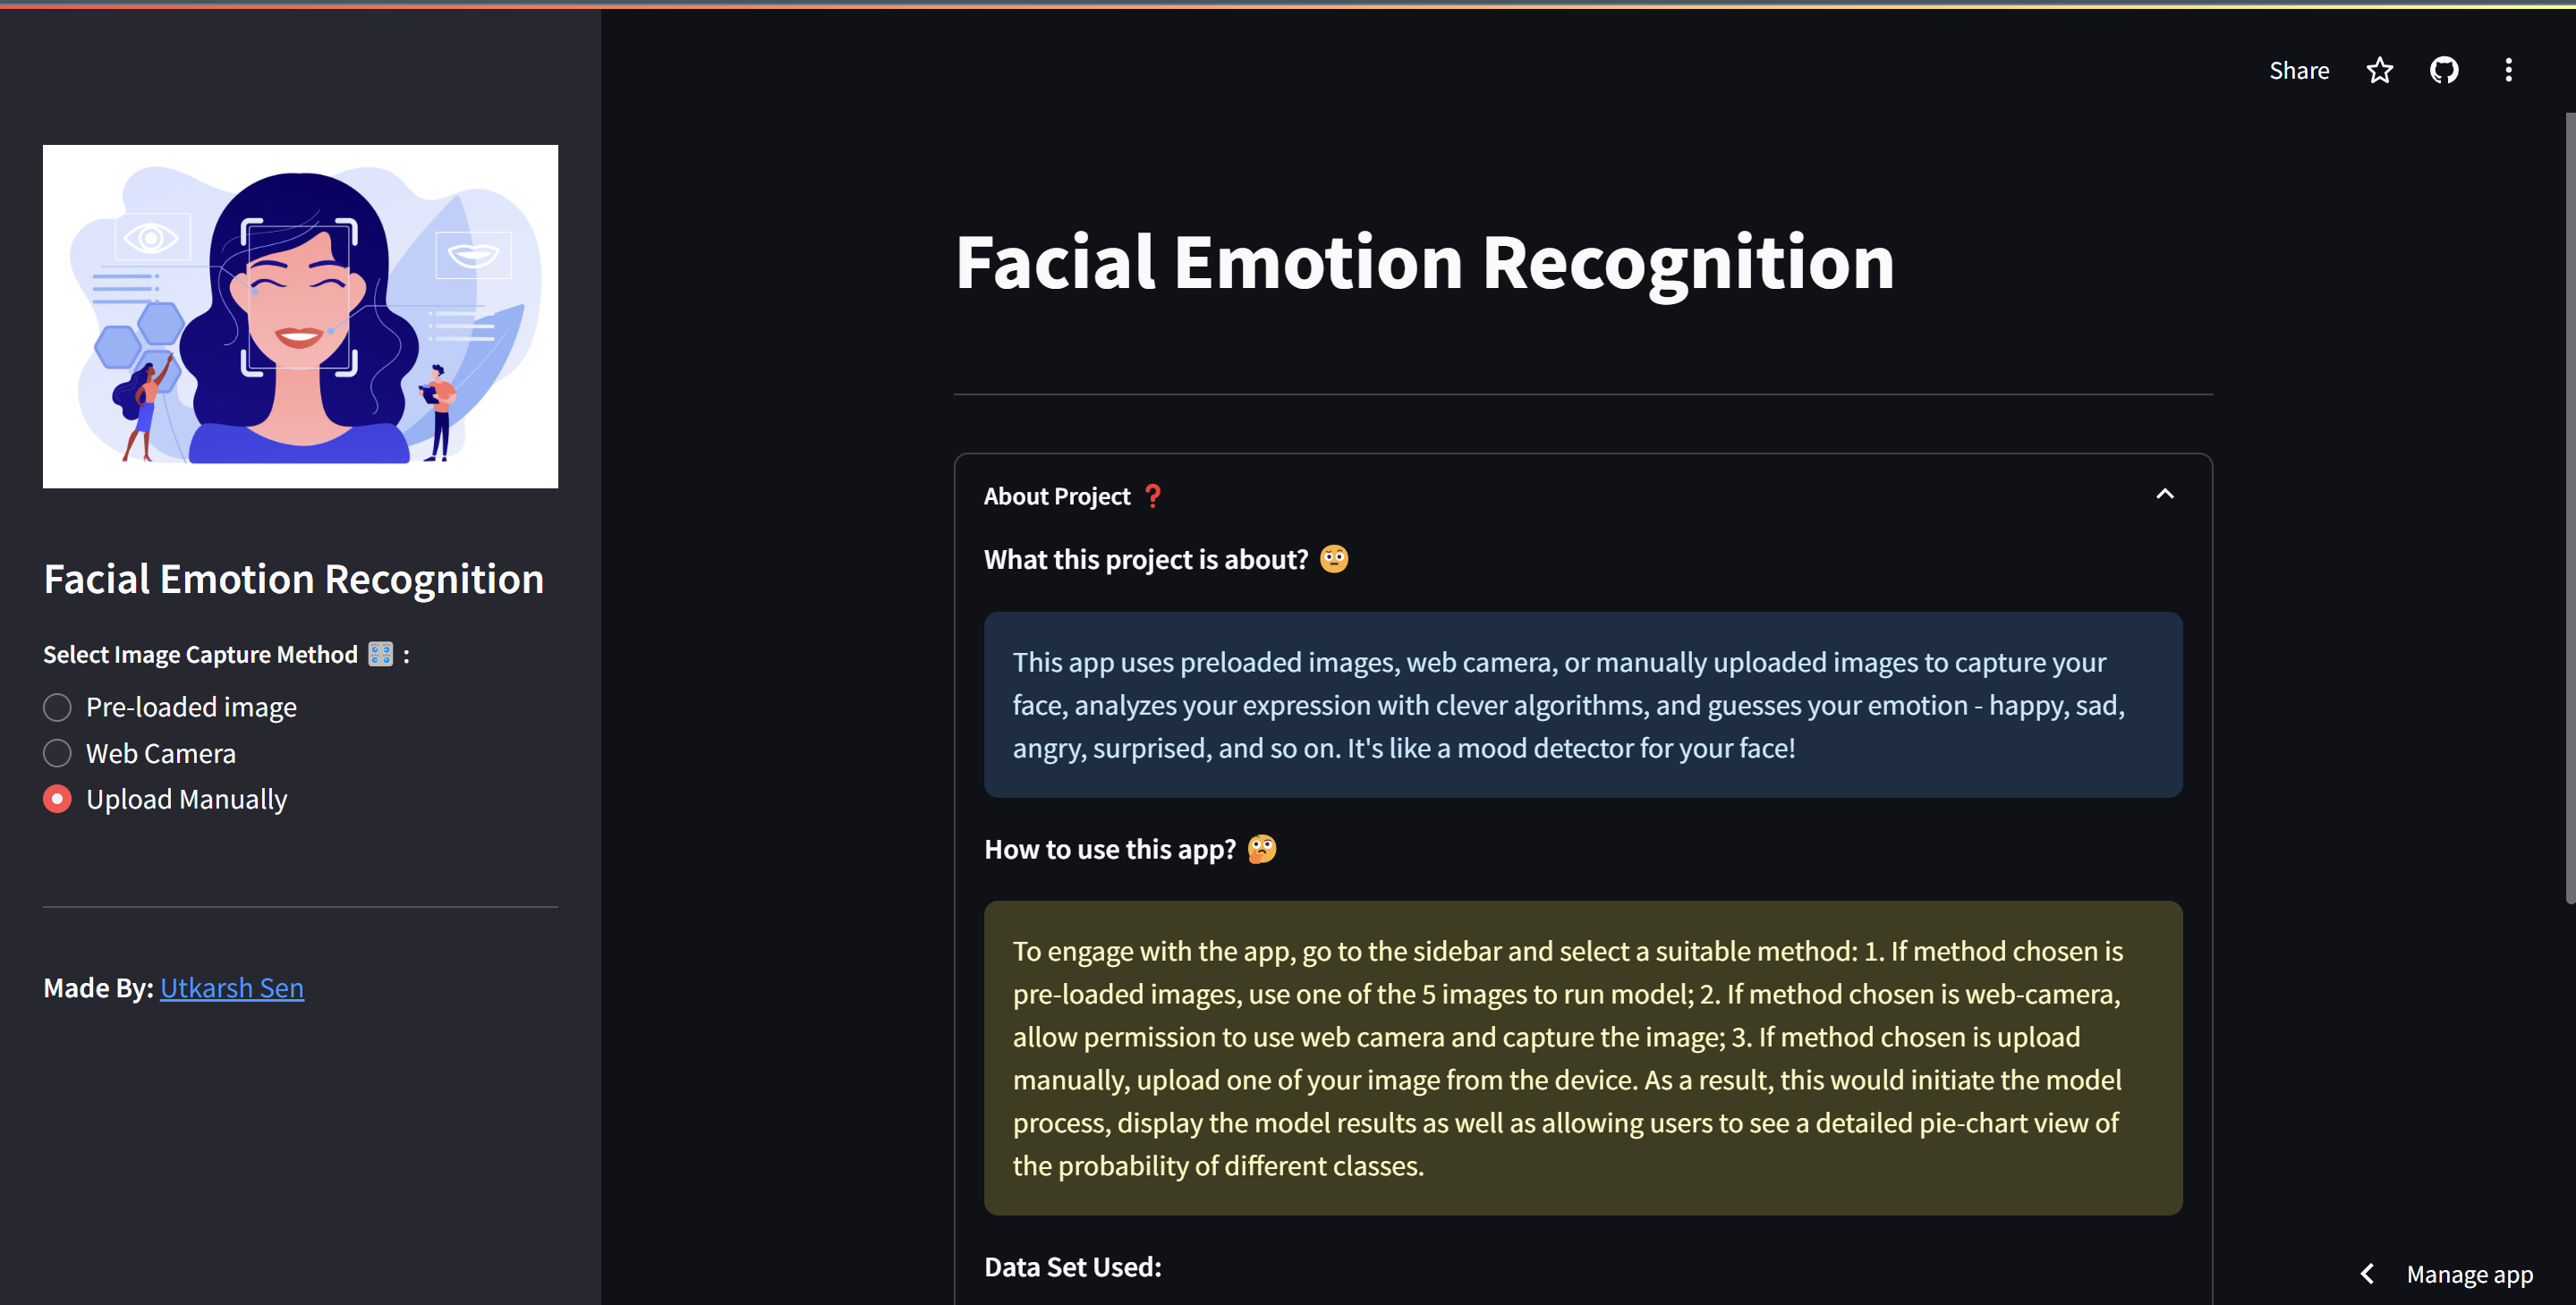 Share
Facial Emotion Recognition
Select Image Capture Method 🎛️ :
Pre-loaded image
Web Camera
Upload Manually
Made By: Utkarsh Sen
Facial Emotion Recognition
About Project ❓
What this project is about? 😳
This app uses preloaded images, web camera, or manually uploaded images to capture your
face, analyzes your expression with clever algorithms, and guesses your emotion - happy, sad,
angry, surprised, and so on. It's like a mood detector for your face!
How to use this app? 🤔
To engage with the app, go to the sidebar and select a suitable method: 1. If method chosen is
pre-loaded images, use one of the 5 images to run model; 2. If method chosen is web-camera,
allow permission to use web camera and capture the image; 3. If method chosen is upload
manually, upload one of your image from the device. As a result, this would initiate the model
process, display the model results as well as allowing users to see a detailed pie-chart view of
the probability of different classes.
Data Set Used:
Manage app